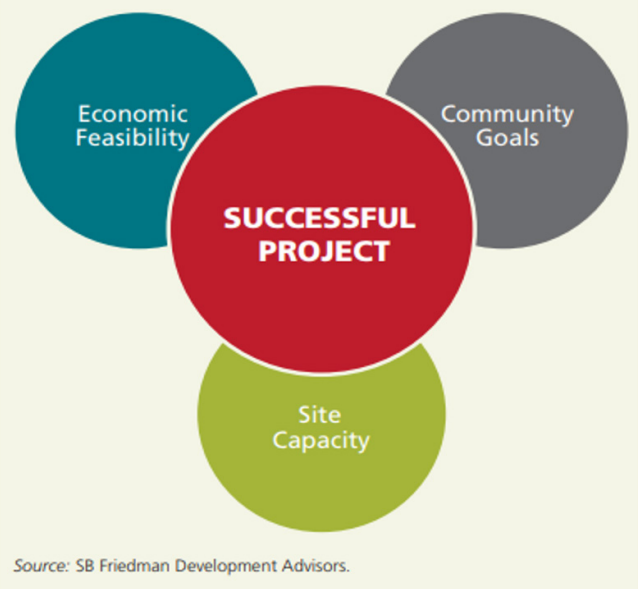 Economic
Feasibility
Community
Goals
SUCCESSFUL
PROJECT
Site
Capacity
Source: SB Friedman Development Advisors.